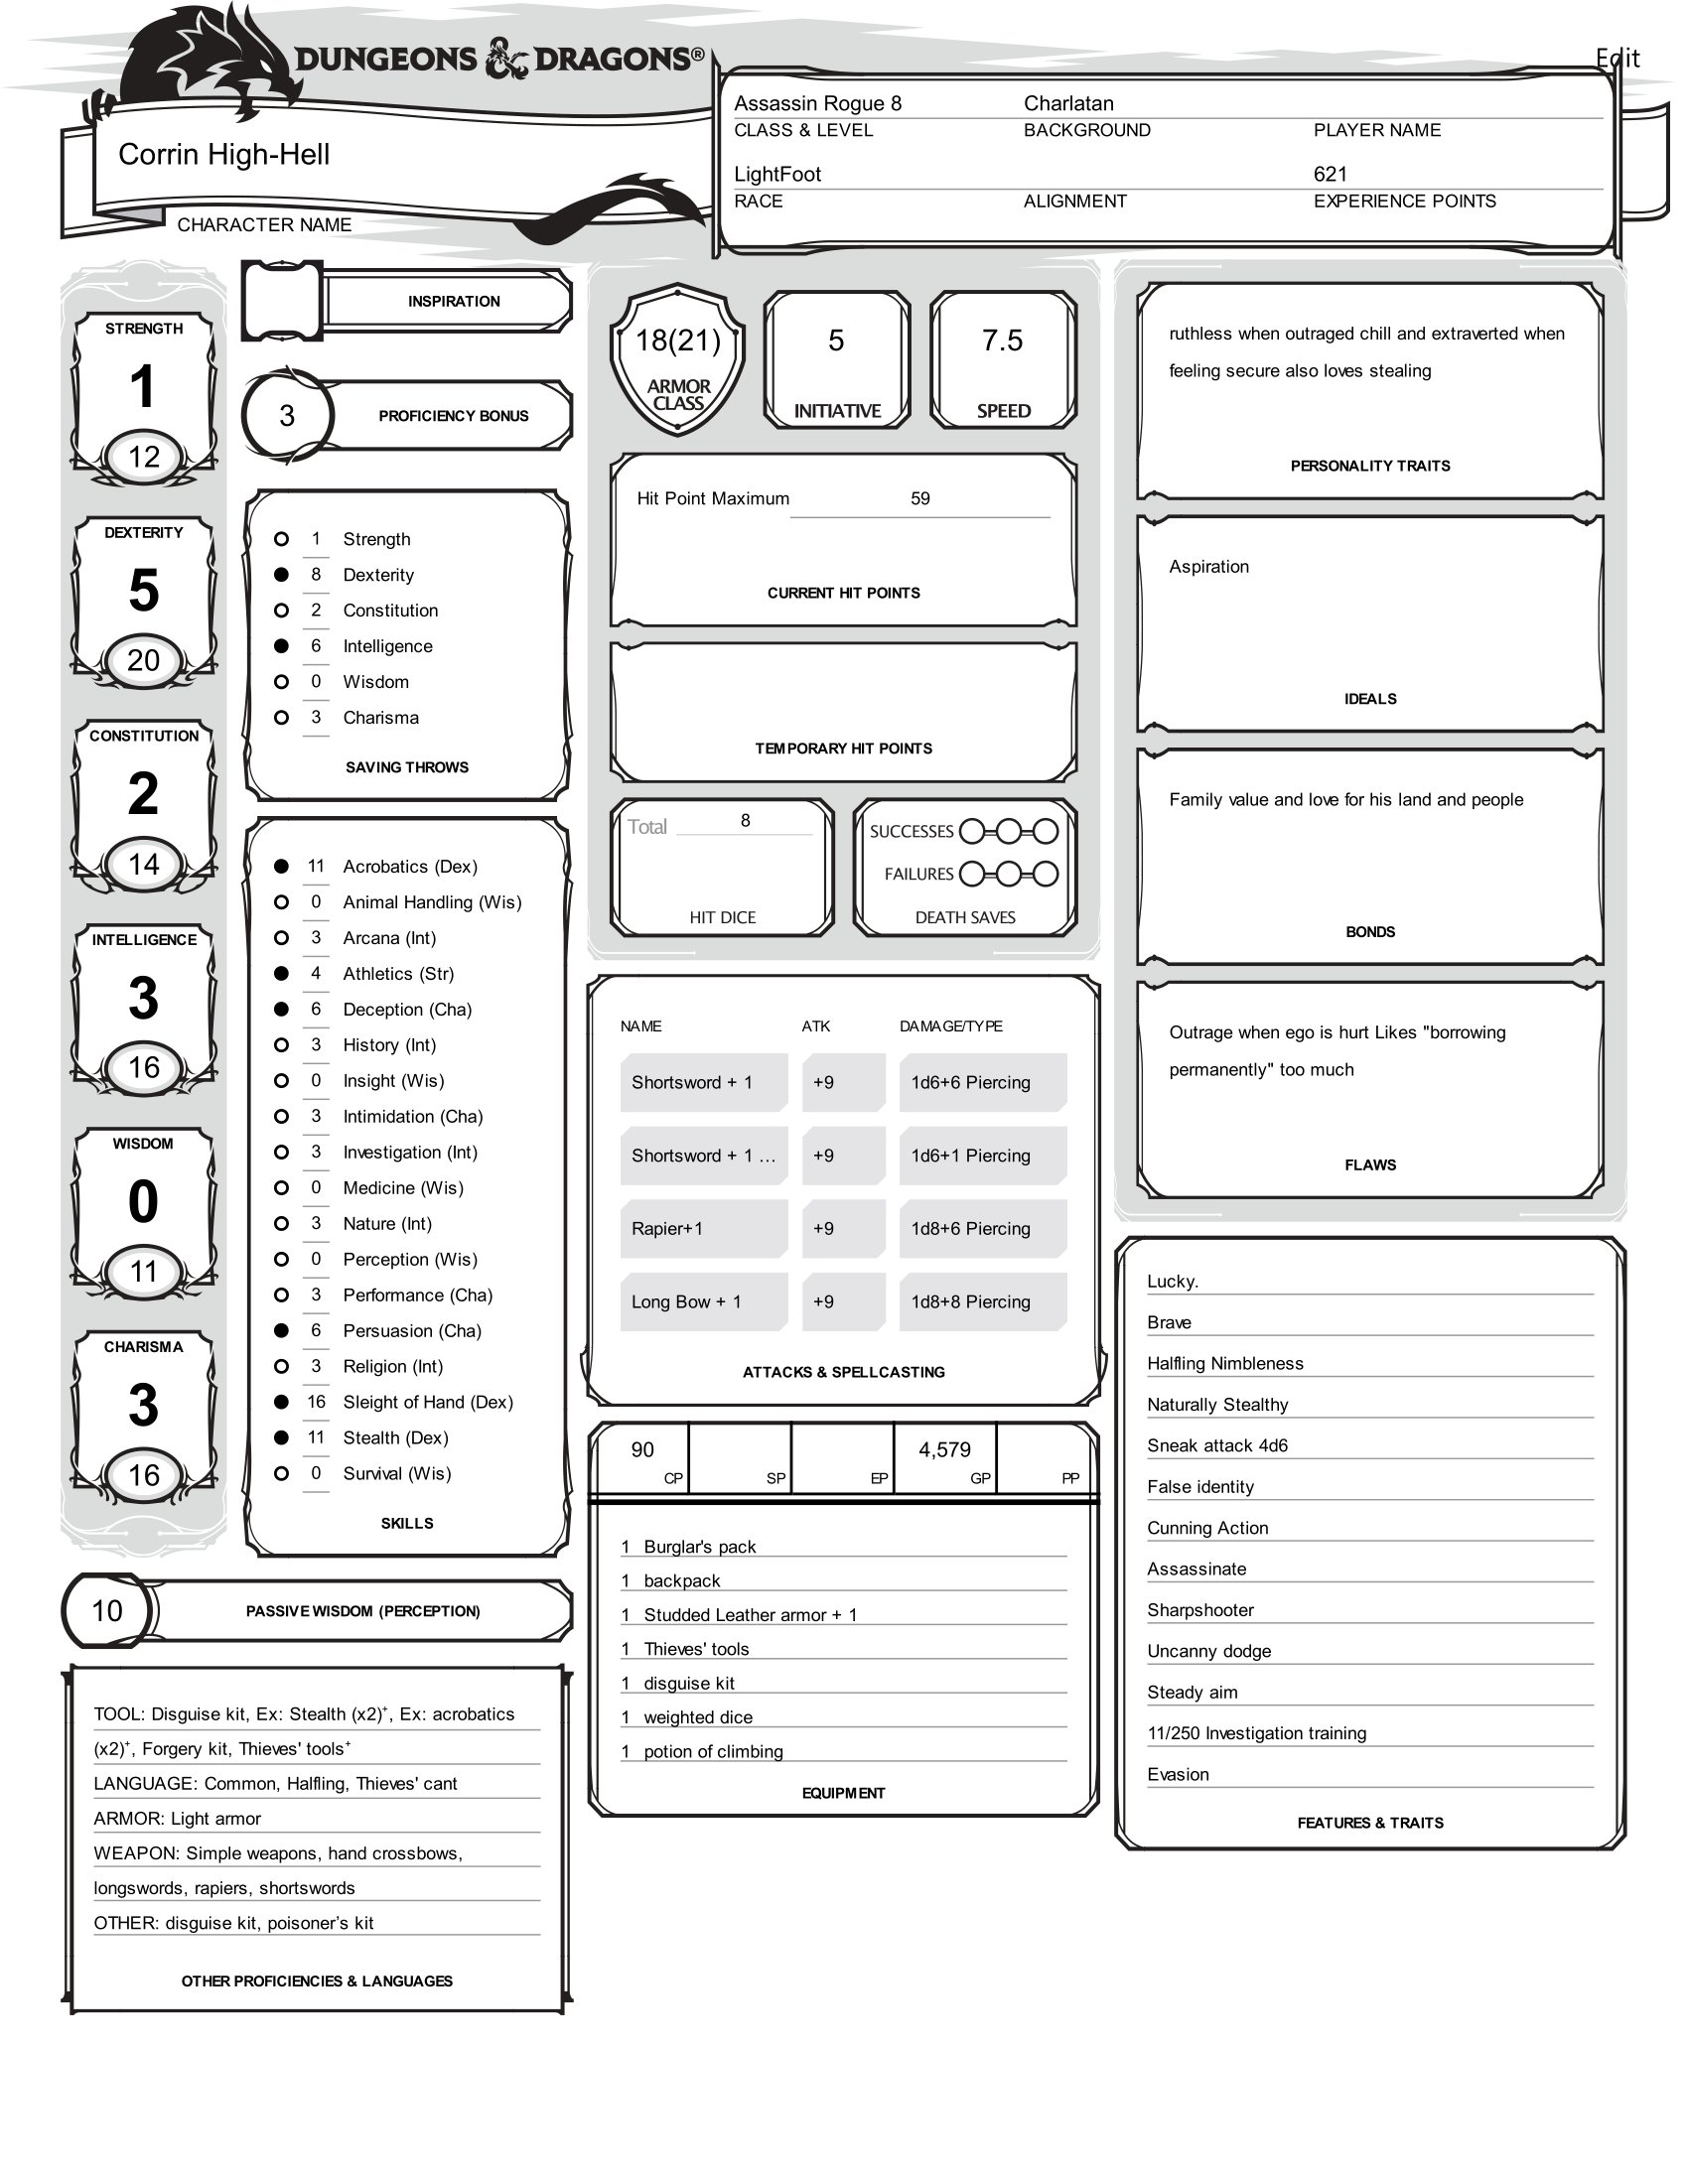 DUNGEONS & DRAGONS®
Edit
Corrin High-Hell
CHARACTER NAME
Assassin Rogue 8 Charlatan
CLASS & LEVEL BACKGROUND PLAYER NAME
LightFoot 621
RACE ALIGNMENT EXPERIENCE POINTS
STRENGTH
1
12
DEXTERITY
5
20
CONSTITUTION
2
14
INTELLIGENCE
3
16
WISDOM
0
11
CHARISMA
3
16
INSPIRATION
3 PROFICIENCY BONUS
1 Strength
8 Dexterity
2 Constitution
6 Intelligence
0 Wisdom
3 Charisma
SAVING THROWS
11 Acrobatics (Dex)
0 Animal Handling (Wis)
3 Arcana (Int)
4 Athletics (Str)
6 Deception (Cha)
3 History (Int)
0 Insight (Wis)
3 Intimidation (Cha)
3 Investigation (Int)
0 Medicine (Wis)
3 Nature (Int)
0 Perception (Wis)
3 Performance (Cha)
6 Persuasion (Cha)
3 Religion (Int)
16 Sleight of Hand (Dex)
11 Stealth (Dex)
0 Survival (Wis)
SKILLS
10 PASSIVE WISDOM (PERCEPTION)
TOOL: Disguise kit, Ex: Stealth (x2)⁺, Ex: acrobatics
(x2)⁺, Forgery kit, Thieves' tools⁺
LANGUAGE: Common, Halfling, Thieves' cant
ARMOR: Light armor
WEAPON: Simple weapons, hand crossbows,
longswords, rapiers, shortswords
OTHER: disguise kit, poisoner’s kit
OTHER PROFICIENCIES & LANGUAGES
18(21)
ARMOR
CLASS
5
INITIATIVE
7.5
SPEED
Hit Point Maximum 59
CURRENT HIT POINTS
TEMPORARY HIT POINTS
Total 8
HIT DICE
SUCCESSES
FAILURES
DEATH SAVES
NAME ATK DAMAGE/TYPE
Shortsword + 1 +9 1d6+6 Piercing
Shortsword + 1 … +9 1d6+1 Piercing
Rapier+1 +9 1d8+6 Piercing
Long Bow + 1 +9 1d8+8 Piercing
ATTACKS & SPELLCASTING
90 4,579
CP SP EP GP PP
1 Burglar's pack
1 backpack
1 Studded Leather armor + 1
1 Thieves' tools
1 disguise kit
1 weighted dice
1 potion of climbing
EQUIPMENT
ruthless when outraged chill and extraverted when
feeling secure also loves stealing
PERSONALITY TRAITS
Aspiration
IDEALS
Family value and love for his land and people
BONDS
Outrage when ego is hurt Likes "borrowing
permanently" too much
FLAWS
Lucky.
Brave
Halfling Nimbleness
Naturally Stealthy
Sneak attack 4d6
False identity
Cunning Action
Assassinate
Sharpshooter
Uncanny dodge
Steady aim
11/250 Investigation training
Evasion
FEATURES & TRAITS